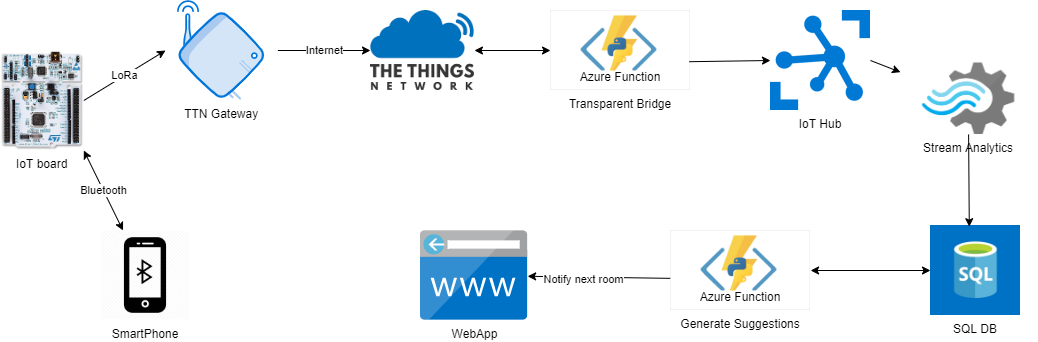 LoRa
IoT board
Bluetooth
SmartPhone
TTN Gateway
Internet
THE THINGS
NETWORK
Azure Function
Transparent Bridge
IoT Hub
Stream Analytics
SQL
SQL DB
Azure Function
Generate Suggestions
Notify next room
WWW
WebApp